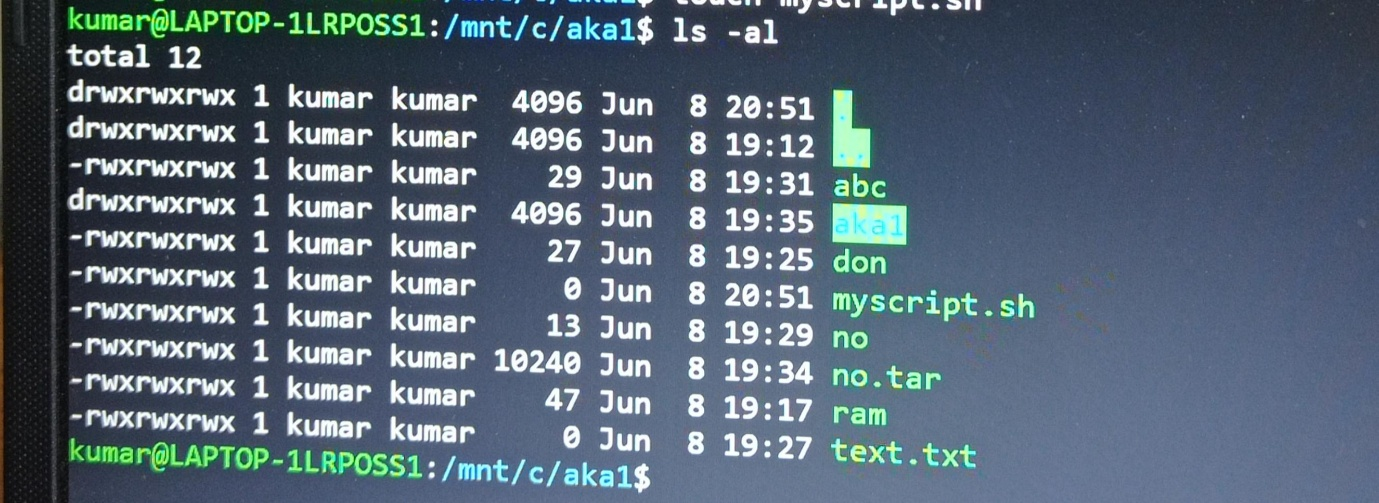 touch myscript.sh
kumar@LAPTOP-1LRPOSS1:/mnt/c/aka1$ ls -al
total 12
drwxrwxrwx 1 kumar kumar  4096 Jun  8 20:51 .
drwxrwxrwx 1 kumar kumar  4096 Jun  8 19:12 ..
-rwxrwxrwx 1 kumar kumar    29 Jun  8 19:31 abc
drwxrwxrwx 1 kumar kumar  4096 Jun  8 19:35 aka1
-rwxrwxrwx 1 kumar kumar    27 Jun  8 19:25 don
-rwxrwxrwx 1 kumar kumar     0 Jun  8 20:51 myscript.sh
-rwxrwxrwx 1 kumar kumar    13 Jun  8 19:29 no
-rwxrwxrwx 1 kumar kumar 10240 Jun  8 19:34 no.tar
-rwxrwxrwx 1 kumar kumar    47 Jun  8 19:17 ram
-rwxrwxrwx 1 kumar kumar     0 Jun  8 19:27 text.txt
kumar@LAPTOP-1LRPOSS1:/mnt/c/aka1$